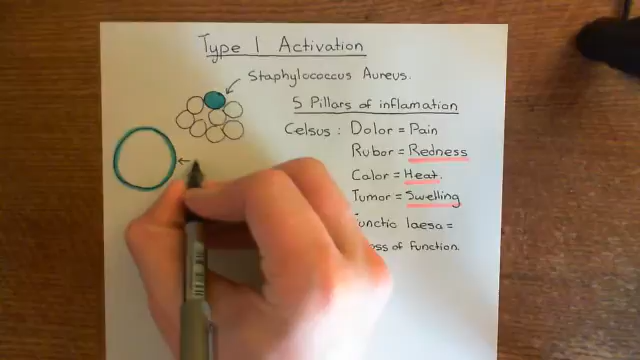 Type 1 Activation
Staphylococcus Aureus.
5 Pillars of inflamation
Celsus : Dolor = Pain
Rubor = Redness
Calor = Heat.
Tumor = Swelling
Functio laesa =
of function.